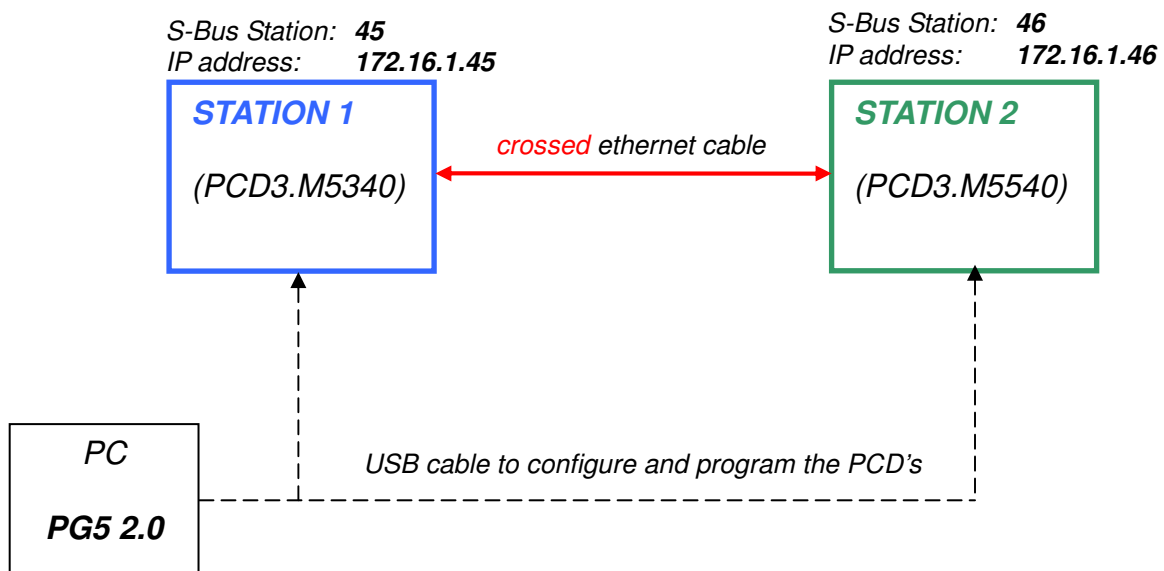 S-Bus Station: 45
IP address: 172.16.1.45
S-Bus Station: 46
IP address: 172.16.1.46
STATION 1
(PCD3.M5340)
crossed ethernet cable
STATION 2
(PCD3.M5540)
PC
PG5 2.0
USB cable to configure and program the PCD's